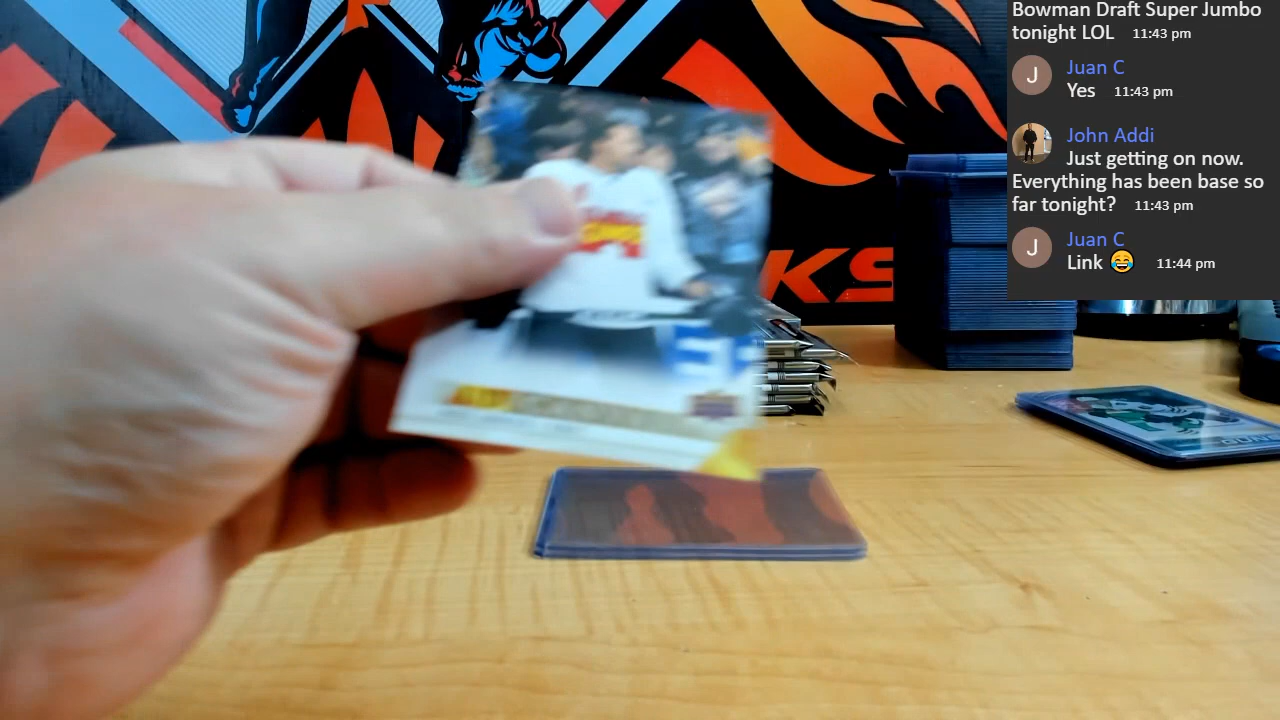 Bowman Draft Super Jumbo
tonight LOL 11:43 pm
J
Juan C
Yes 11:43 pm
John Addi
Just getting on now.
Everything has been base so
far tonight? 11:43 pm
J
Juan C
Link 😂 11:44 pm
KS